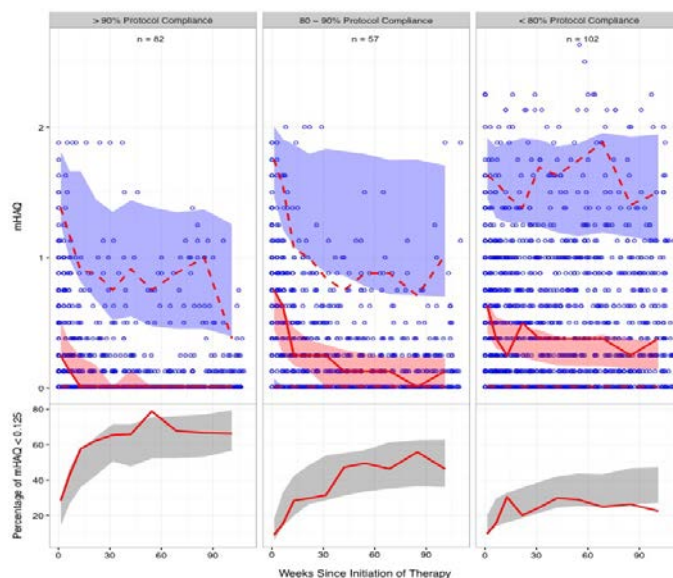 > 90% Protocol Compliance
80 − 90% Protocol Compliance
< 80% Protocol Compliance
n = 82
n = 57
n = 102
mHAQ
2
1
0
Percentage of mHAQ < 0.125
80
60
40
20
0 30 60 90
0 30 60 90
0 30 60 90
Weeks Since Initiation of Therapy